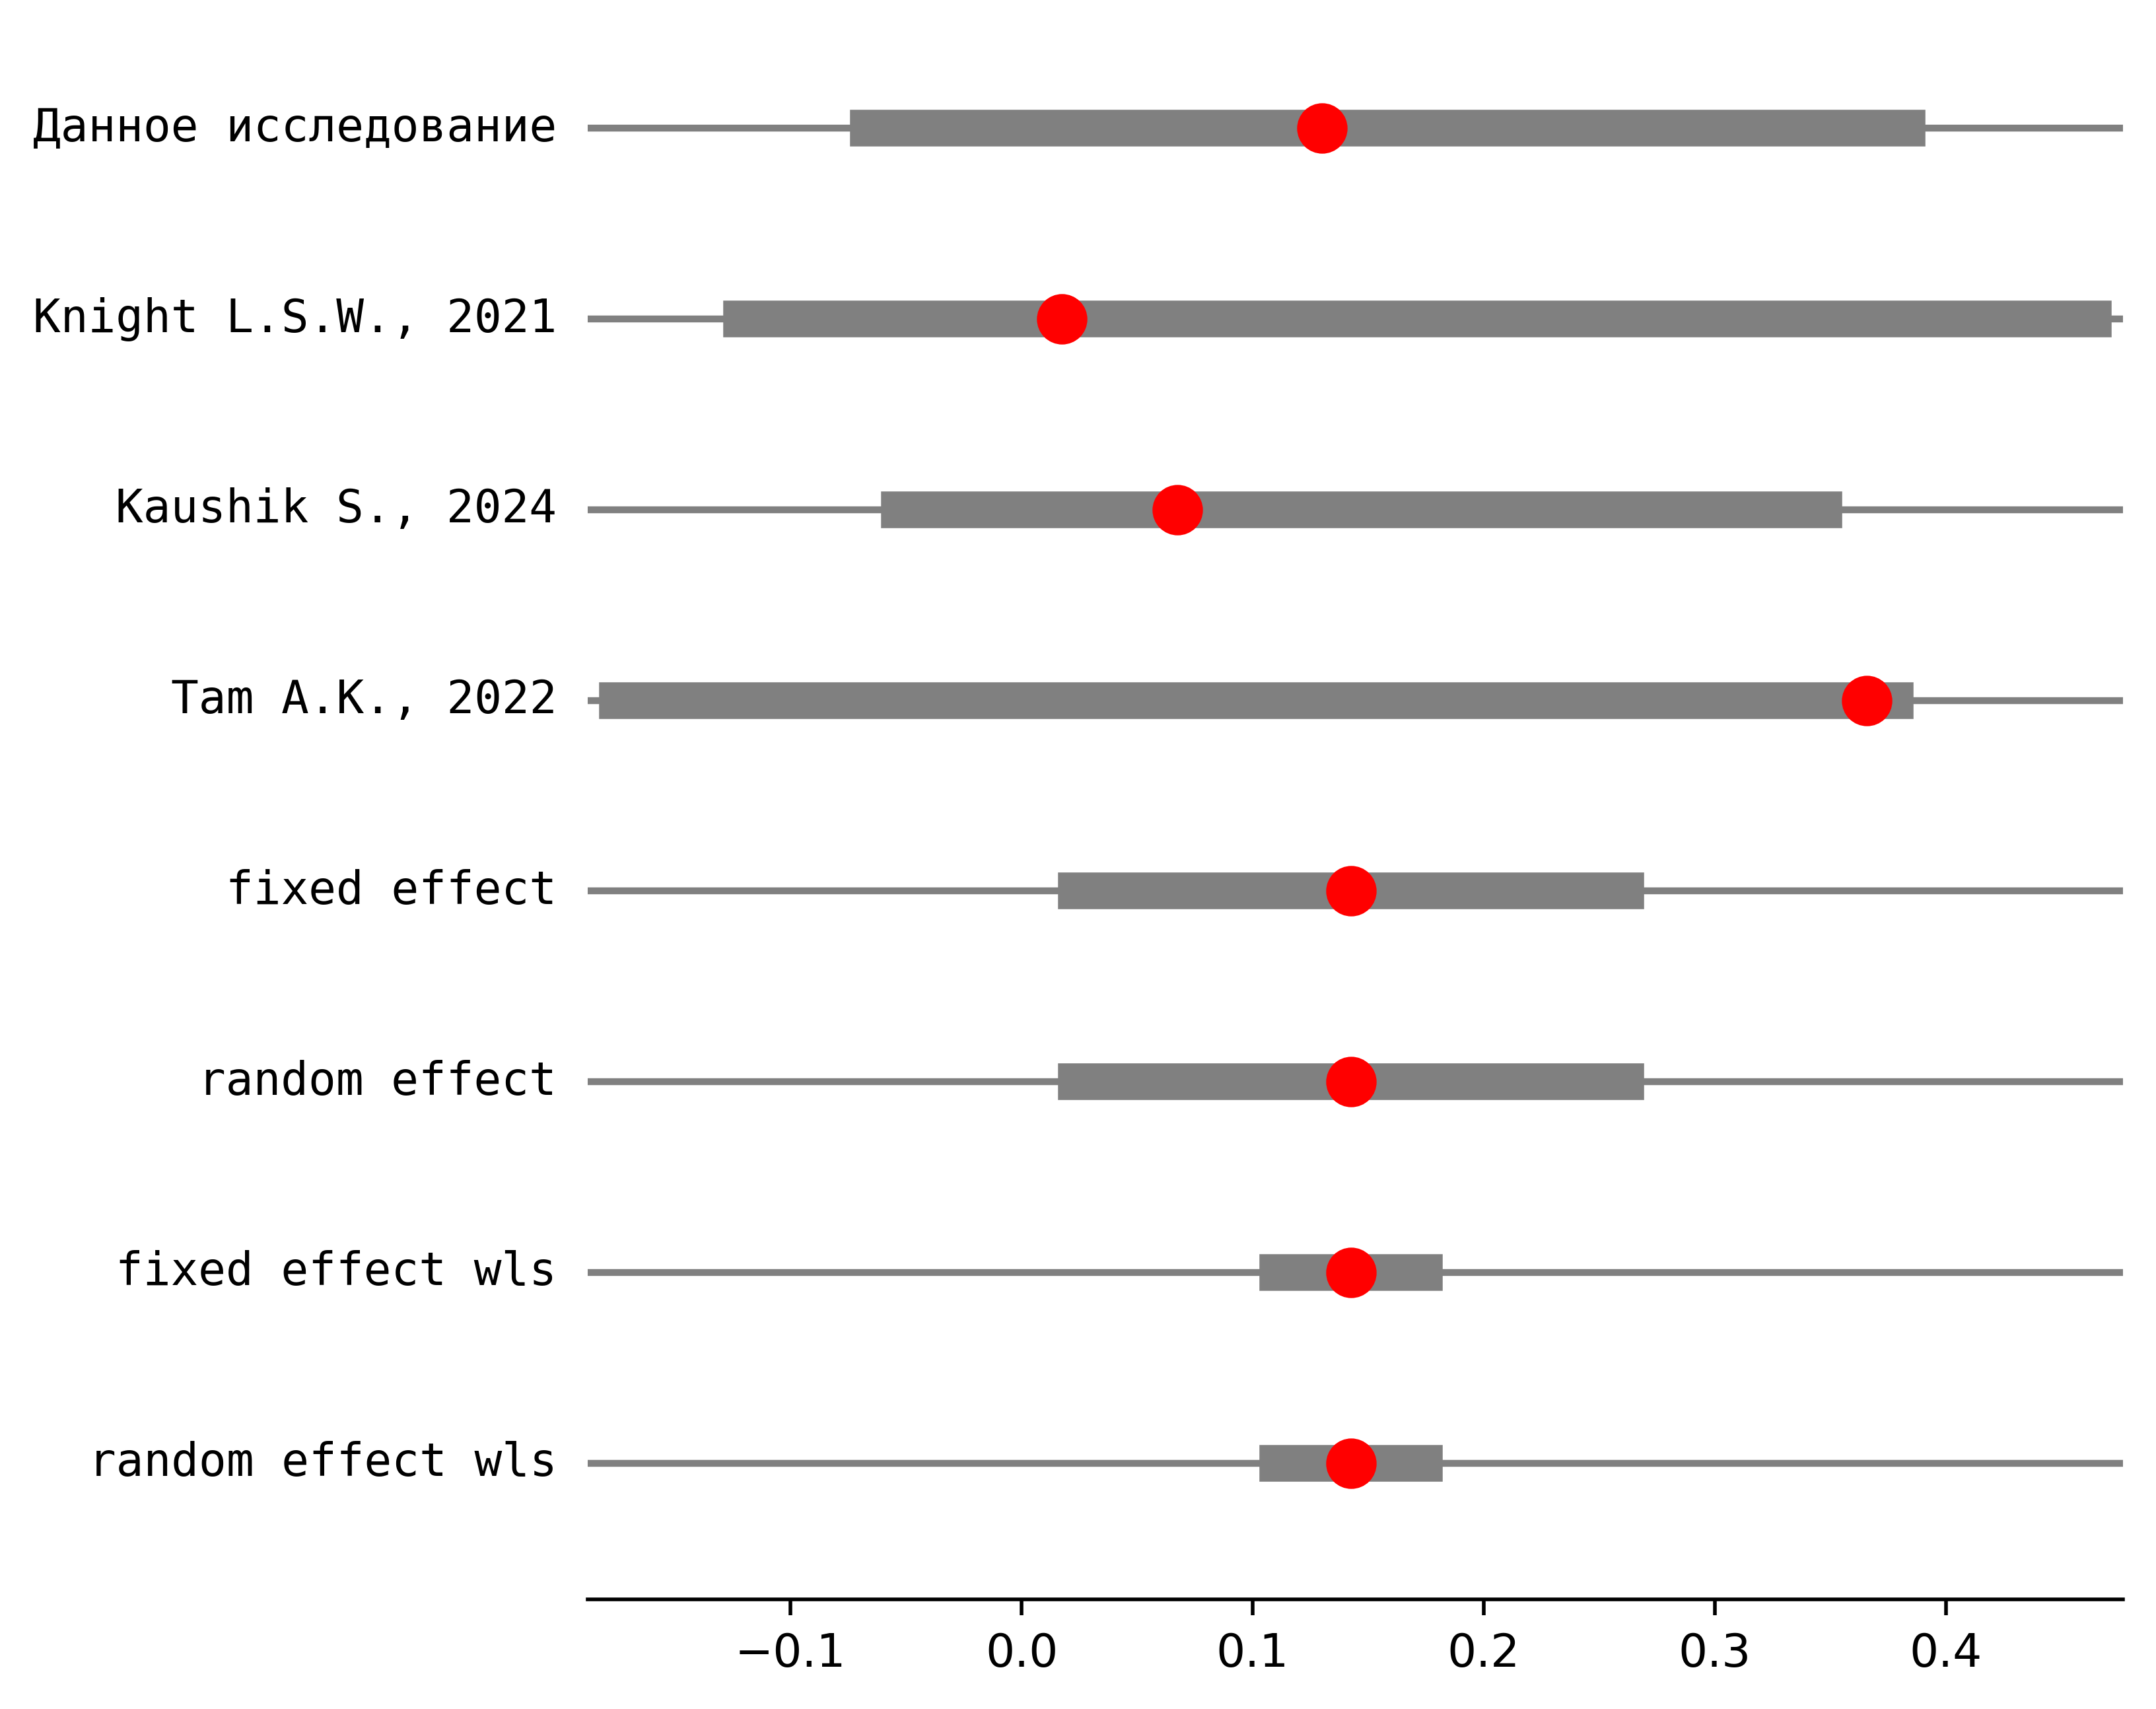 Данное исследование
Knight L.S.W., 2021
Kaushik S., 2024
Tam A.K., 2022
fixed effect
random effect
fixed effect wls
random effect wls
−0.1 0.0 0.1 0.2 0.3 0.4